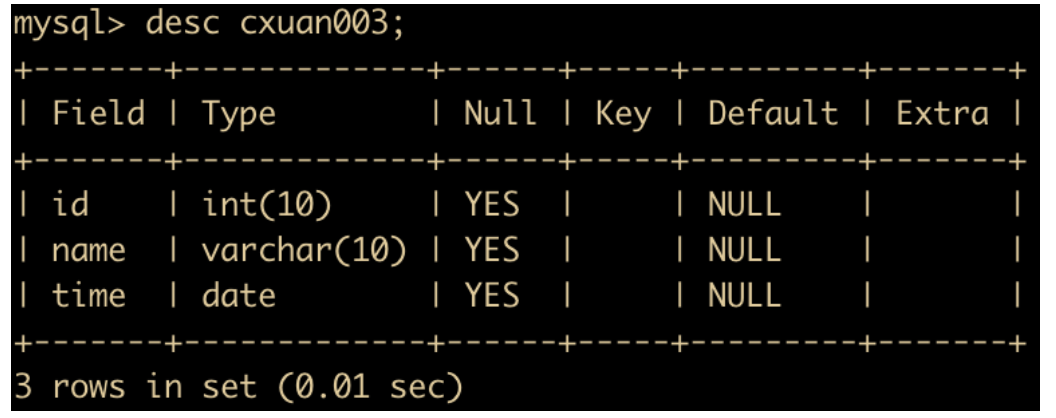 mysql> desc cxuan003;
+-------+-------------+------+-----+---------+-------+
| Field | Type        | Null | Key | Default | Extra |
+-------+-------------+------+-----+---------+-------+
| id    | int(10)     | YES  |     | NULL    |       |
| name  | varchar(10) | YES  |     | NULL    |       |
| time  | date        | YES  |     | NULL    |       |
+-------+-------------+------+-----+---------+-------+
3 rows in set (0.01 sec)